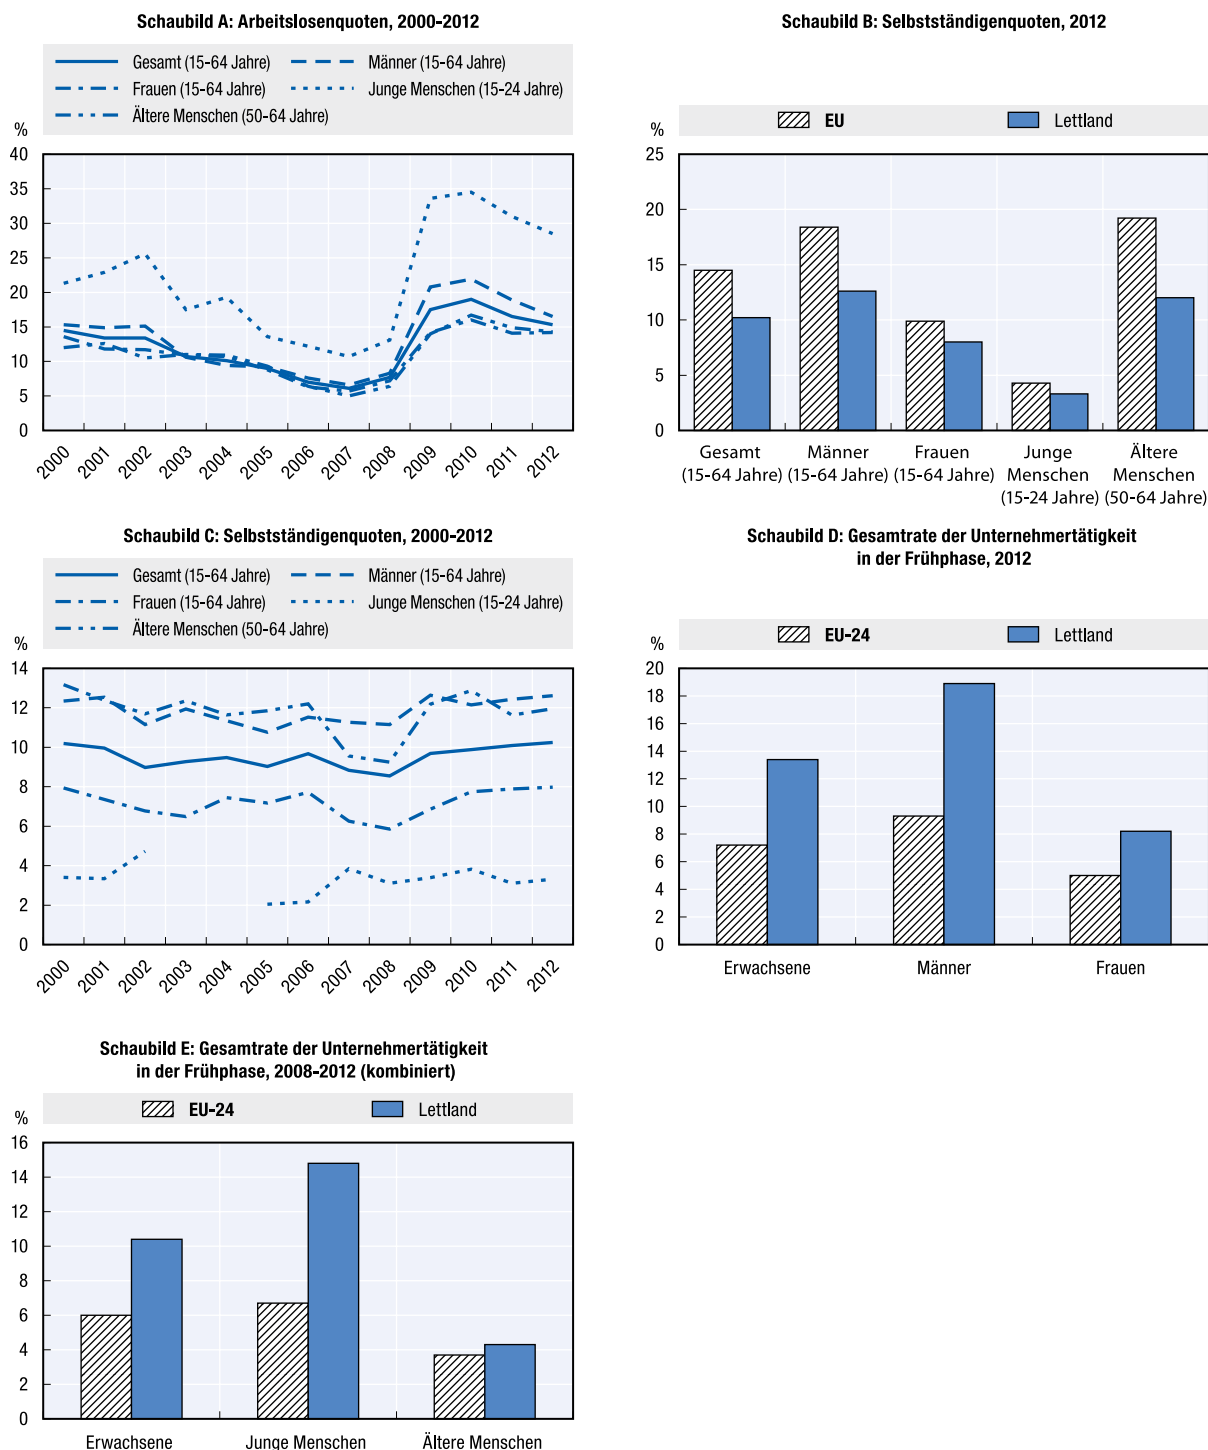 Schaubild A: Arbeitslosenquoten, 2000-2012
Gesamt (15-64 Jahre)
Männer (15-64 Jahre)
Frauen (15-64 Jahre)
Junge Menschen (15-24 Jahre)
Ältere Menschen (50-64 Jahre)
%
40
35
30
25
20
15
10
5
0
2000
2001
2002
2003
2004
2005
2006
2007
2008
2009
2010
2011
2012
Schaubild B: Selbstständigenquoten, 2012
EU
Lettland
%
25
20
15
10
5
0
Gesamt
(15-64 Jahre)
Männer
(15-64 Jahre)
Frauen
(15-64 Jahre)
Junge
Menschen
(15-24 Jahre)
Ältere
Menschen
(50-64 Jahre)
Schaubild C: Selbstständigenquoten, 2000-2012
Gesamt (15-64 Jahre)
Männer (15-64 Jahre)
Frauen (15-64 Jahre)
Junge Menschen (15-24 Jahre)
Ältere Menschen (50-64 Jahre)
%
14
12
10
8
6
4
2
0
2000
2001
2002
2003
2004
2005
2006
2007
2008
2009
2010
2011
2012
Schaubild D: Gesamtrate der Unternehmertätigkeit
in der Frühphase, 2012
EU-24
Lettland
%
20
18
16
14
12
10
8
6
4
2
0
Erwachsene
Männer
Frauen
Schaubild E: Gesamtrate der Unternehmertätigkeit
in der Frühphase, 2008-2012 (kombiniert)
EU-24
Lettland
%
16
14
12
10
8
6
4
2
0
Erwachsene
Junge Menschen
Ältere Menschen